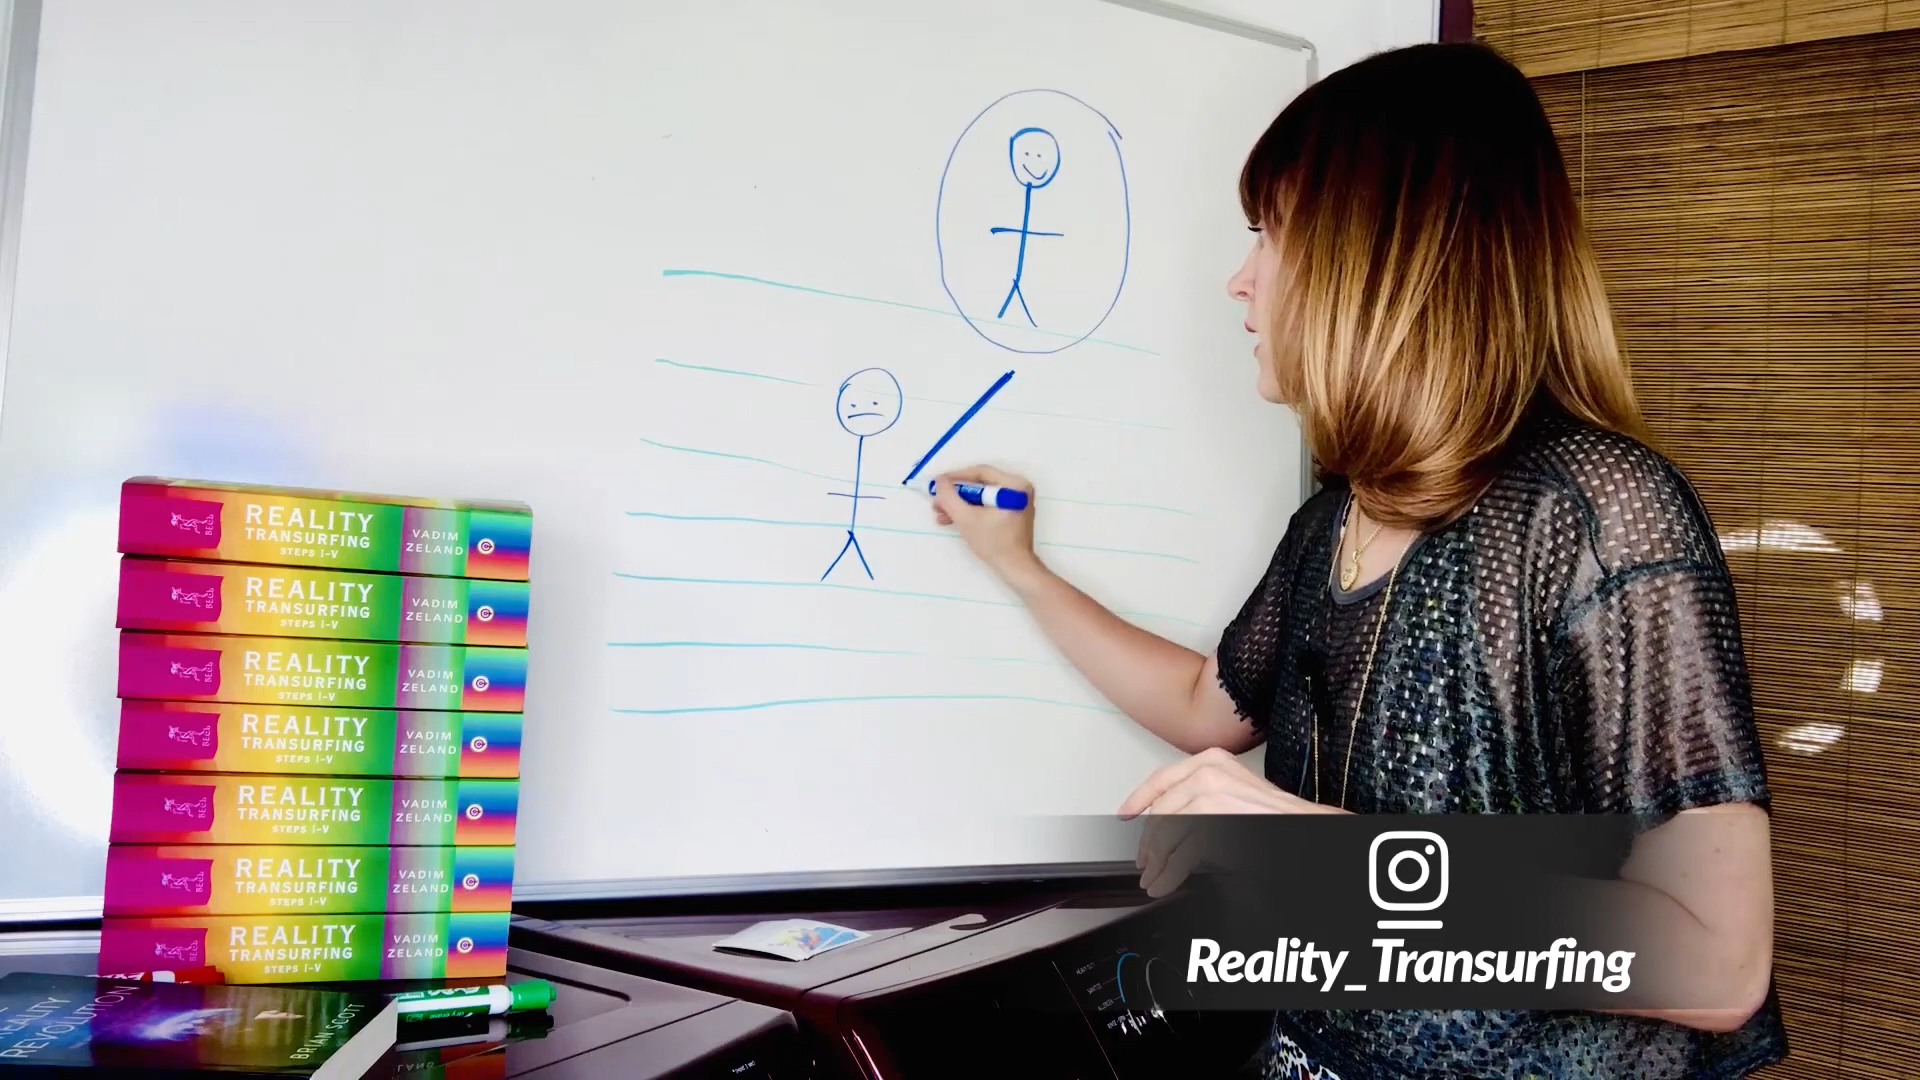 REALITY
TRANSURFING
STEPS I-V
VADIM
ZELAND
REALITY
TRANSURFING
STEPS I-V
VADIM
ZELAND
REALITY
TRANSURFING
STEPS I-V
VADIM
ZELAND
REALITY
TRANSURFING
STEPS I-V
VADIM
ZELAND
REALITY
TRANSURFING
STEPS I-V
VADIM
ZELAND
REALITY
TRANSURFING
STEPS I-V
VADIM
ZELAND
REALITY
TRANSURFING
STEPS I-V
VADIM
ZELAND
REALITY
REVOLUTION
BRIAN SCOTT
Reality_Transurfing